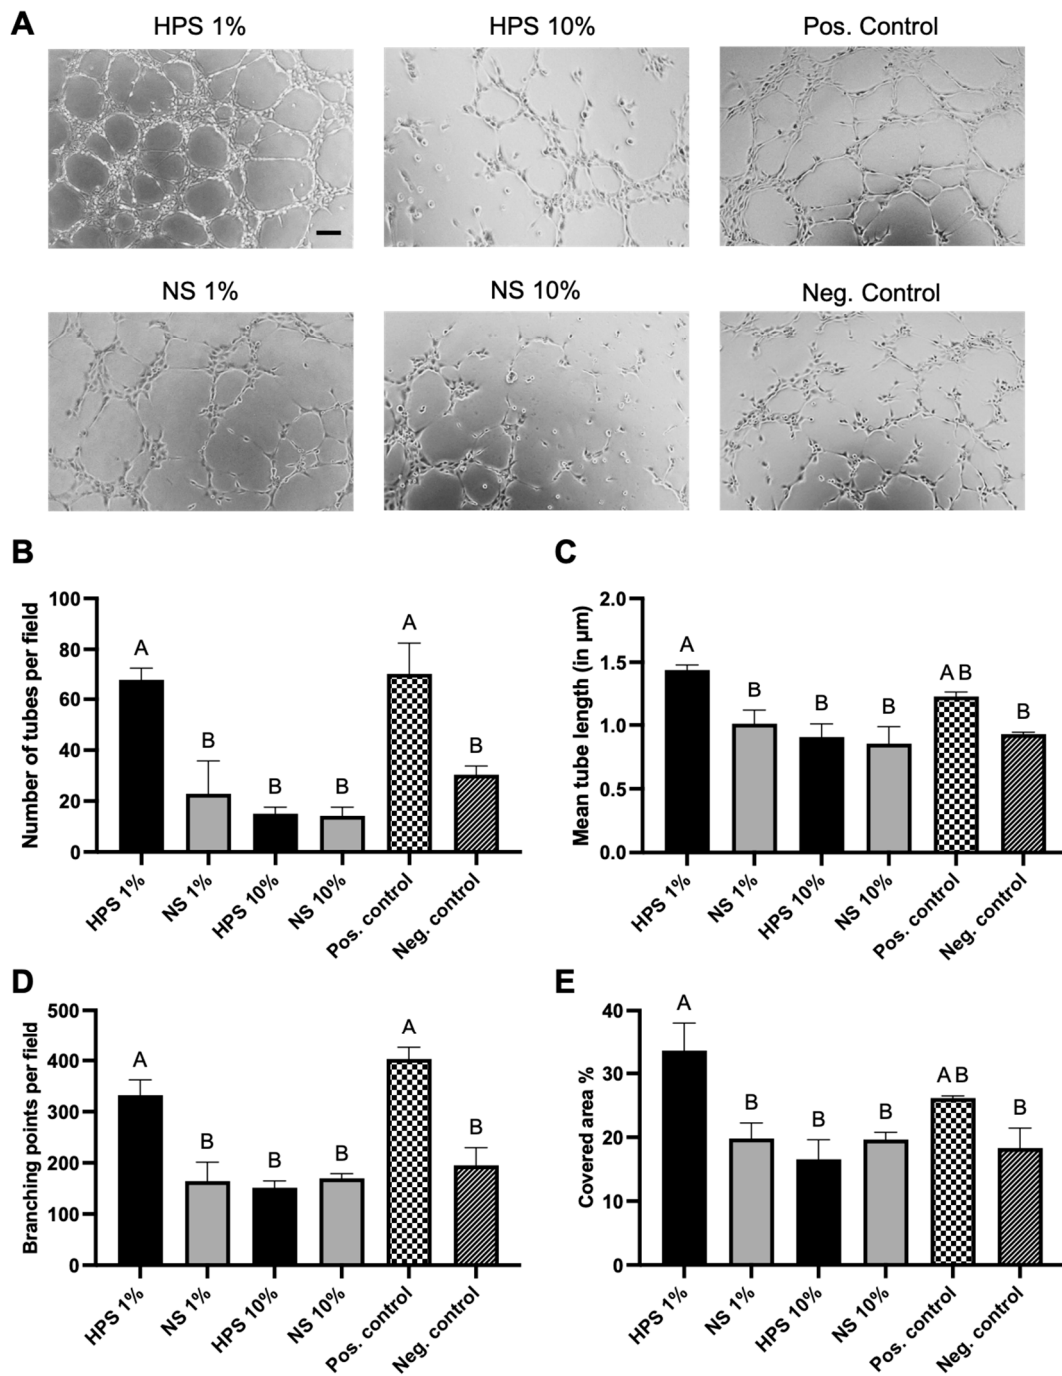 A
HPS 1%
HPS 10%
Pos. Control
NS 1%
NS 10%
Neg. Control
B
Number of tubes per field
100
80
60
40
20
0
A
B
B
B
A
B
HPS 1%
NS 1%
HPS 10%
NS 10%
Pos. control
Neg. control
C
Mean tube length (in µm)
2.0
1.5
1.0
0.5
0.0
A
B
B
B
A B
B
HPS 1%
NS 1%
HPS 10%
NS 10%
Pos. control
Neg. control
D
Branching points per field
500
400
300
200
100
0
A
B
B
B
A
B
HPS 1%
NS 1%
HPS 10%
NS 10%
Pos. control
Neg. control
E
Covered area %
40
30
20
10
0
A
B
B
B
A B
B
HPS 1%
NS 1%
HPS 10%
NS 10%
Pos. control
Neg. control